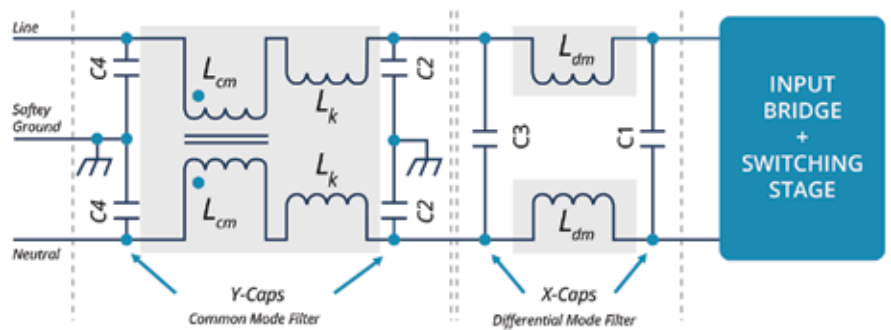 Line
C4
L cm
L k
C2
L dm
Saftey
Ground
C3
C1
INPUT
BRIDGE
+
SWITCHING
STAGE
C4
L cm
L k
C2
L dm
Neutral
Y-Caps
Common Mode Filter
X-Caps
Differential Mode Filter